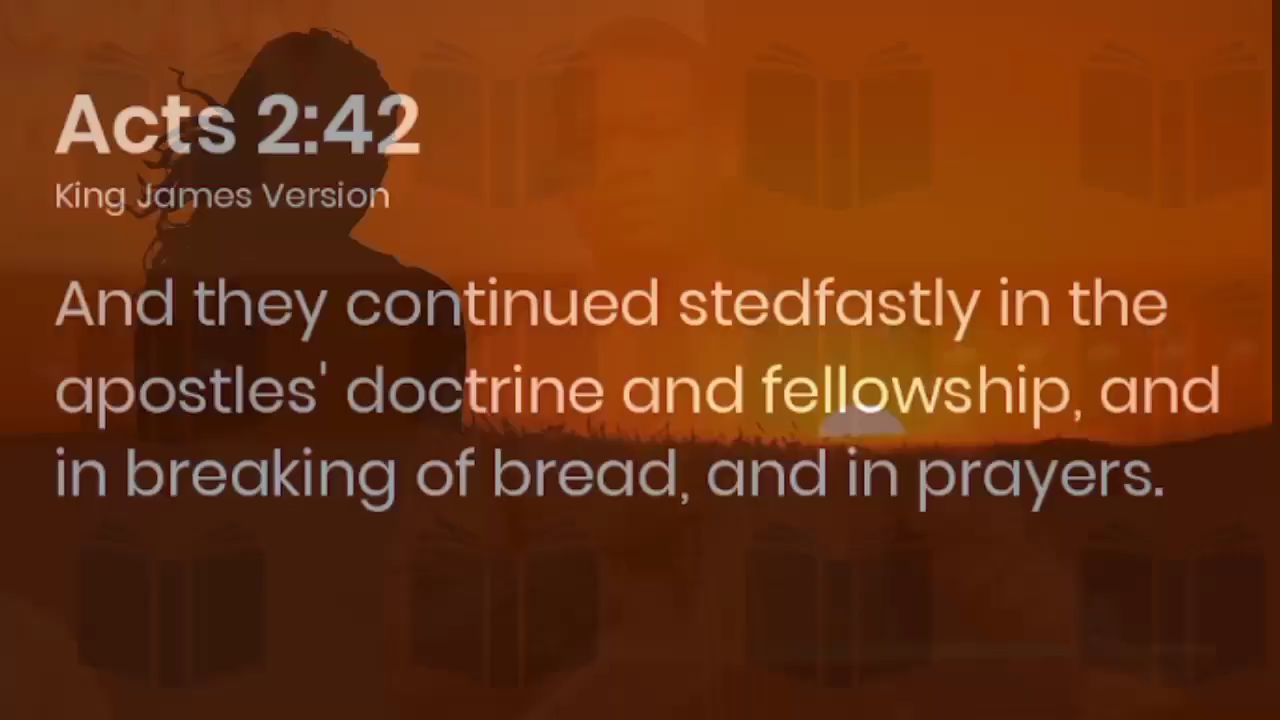 Acts 2:42
King James Version
And they continued stedfastly in the
apostles' doctrine and fellowship, and
in breaking of bread, and in prayers.